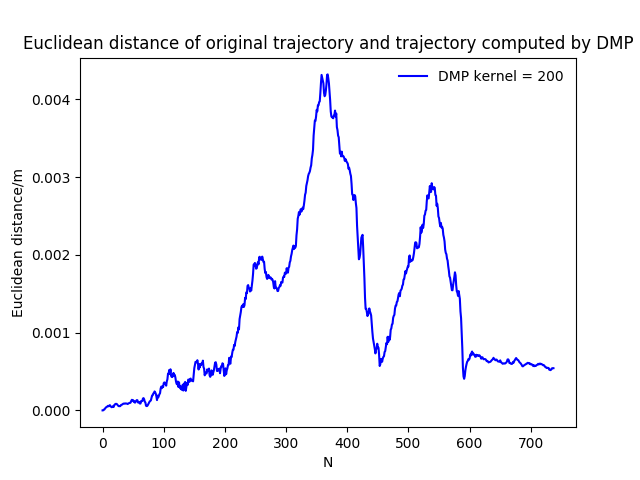 Euclidean distance of original trajectory and trajectory computed by DMP
DMP kernel = 200
Euclidean distance/m
0.004
0.003
0.002
0.001
0.000
0 100 200 300 400 500 600 700
N